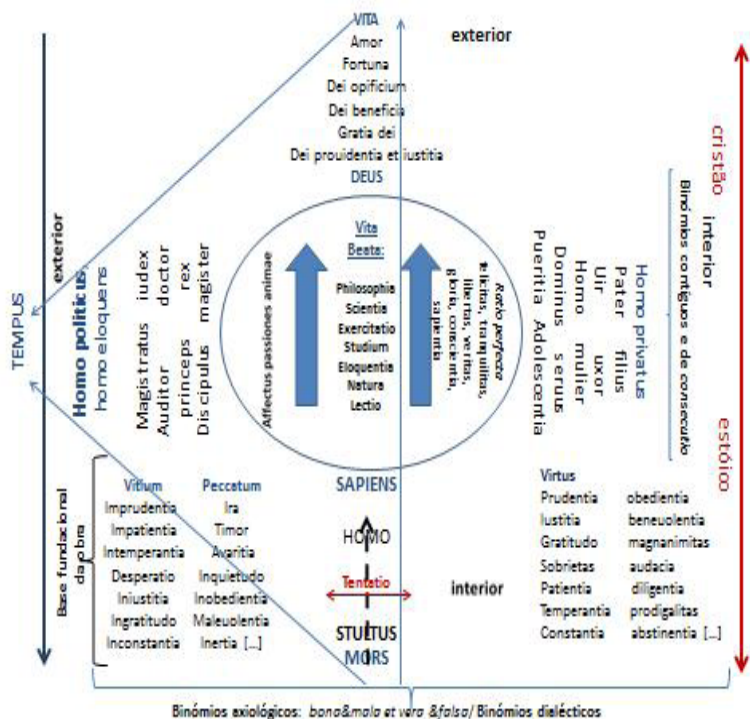 VITA
Amor
Fortuna
Dei opificium
Dei beneficia
Gratia dei
Dei prouidentia et iustitia
DEUS
exterior
cristão
estóico
TEMPUS
exterior
Homo politicus,
homo eloquens
Magistratus iudex
Auditor doctor
princeps rex
Discipulus magister
Affectus passiones animae
Vita
Beata:
Philosophia
Scientia
Exercitatio
Studium
Eloquentia
Natura
Lectio
Ratio perfecta
felicitas, tranquilitas,
libertas, veritas,
gloria, conscientia,
sapientia
Pueritia Adolescentia
Dominus seruus
Homo mulier
Uir uxor
Pater filius
Homo privatus
interior
Binómios contíguos e de consecutio
Base fundacional
da obra
Vitium Peccatum
Imprudentia Ira
Impatientia Timor
Intemperantia Avaritia
Desperatio Inquietudo
Iniustitia Inobedientia
Ingratitudo Maleuolentia
Inconstantia Inertia [...]
SAPIENS
HOMO
Tentatio
STULTUS
MORS
interior
Virtus
Prudentia obedientia
Iustitia beneuolentia
Gratitudo magnanimitas
Sobrietas audacia
Patientia diligentia
Temperantia prodigalitas
Constantia abstinentia [...]
Binómios axiológicos: bona&mala et vera &falsa/ Binómios dialécticos